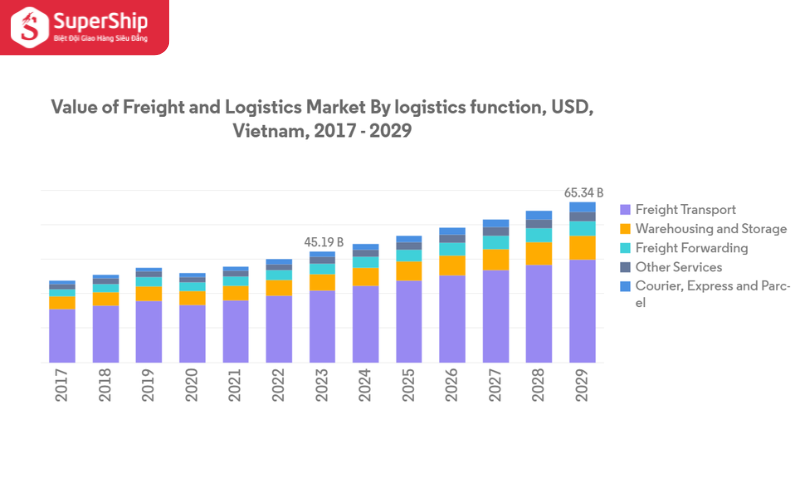 SuperShip
Biệt Đội Giao Hàng Siêu Đẳng
Value of Freight and Logistics Market By logistics function, USD,
Vietnam, 2017 - 2029
65.34 B
45.19 B
Freight Transport
Warehousing and Storage
Freight Forwarding
Other Services
Courier, Express and Parc-
el
2017
2018
2019
2020
2021
2022
2023
2024
2025
2026
2027
2028
2029